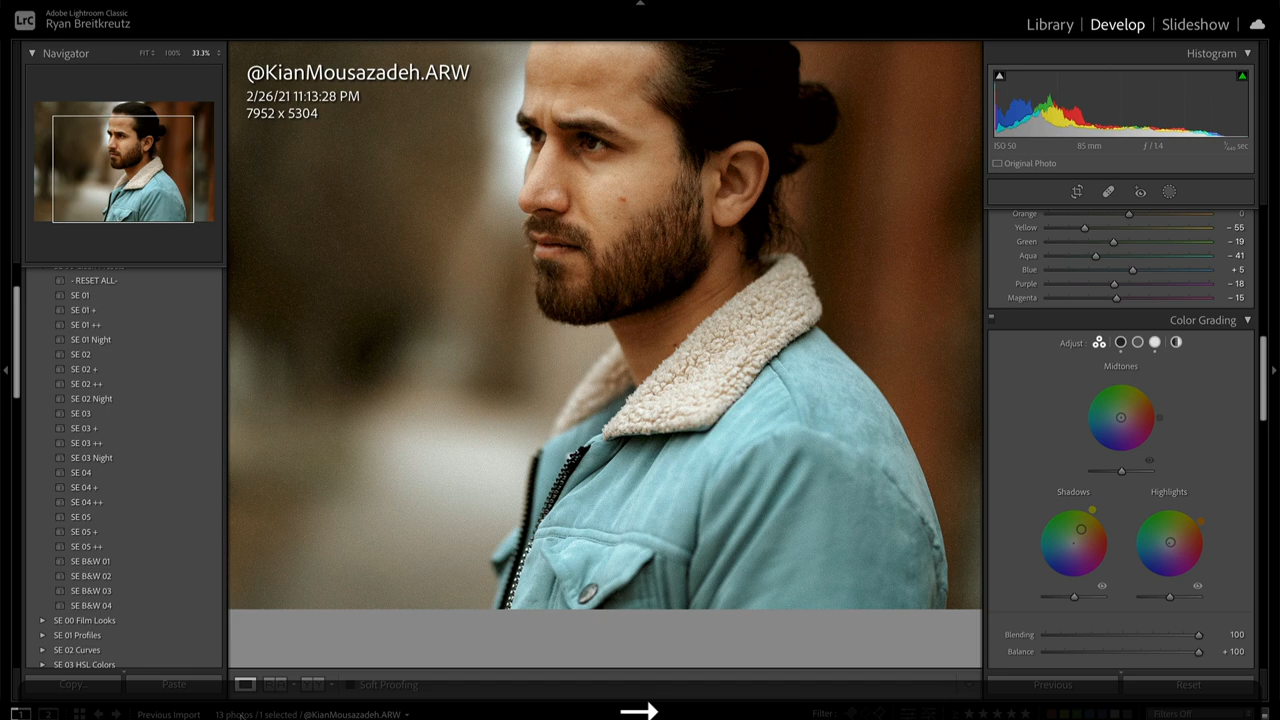 LrC
Adobe Lightroom Classic
Ryan Breitkreutz
Library | Develop | Slideshow |
Navigator FIT 100% 33.3%
@KianMousazadeh.ARW
2/26/21 11:13:28 PM
7952 x 5304
- RESET ALL-
SE 01
SE 01 +
SE 01 ++
SE 01 Night
SE 02
SE 02 +
SE 02 ++
SE 02 Night
SE 03
SE 03 +
SE 03 ++
SE 03 Night
SE 04
SE 04 +
SE 04 ++
SE 05
SE 05 +
SE 05 ++
SE B&W 01
SE B&W 02
SE B&W 03
SE B&W 04
SE 00 Film Looks
SE 01 Profiles
SE 02 Curves
SE 03 HSL Colors
Copy... Paste
Soft Proofing
1 2 Previous Import 13 photos / 1 selected / @KianMousazadeh.ARW
Filter : Filters Off
Histogram
ISO 50 85 mm ƒ / 1.4 sec
Original Photo
Orange 0
Yellow - 55
Green - 19
Aqua - 41
Blue + 5
Purple - 18
Magenta - 15
Color Grading
Adjust :
Midtones
Shadows Highlights
Blending 100
Balance + 100
Previous Reset